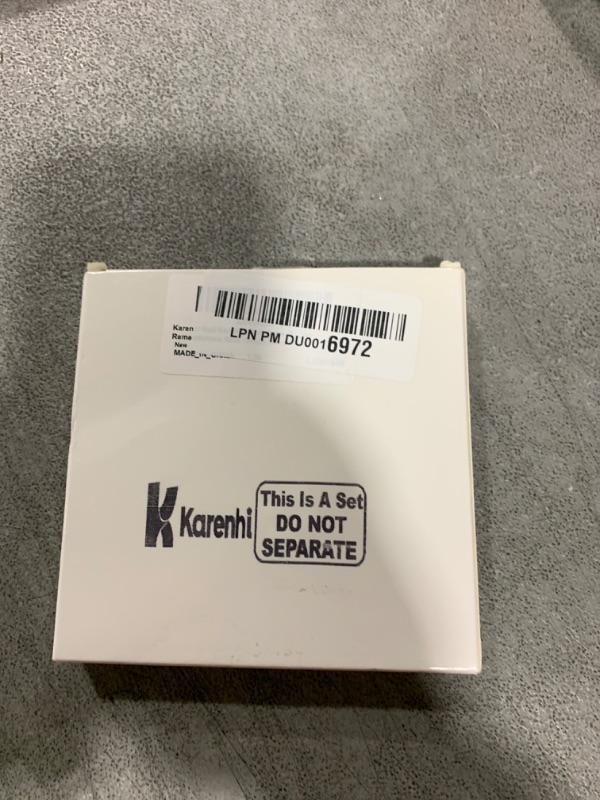 LPN PM DU0016972
Karen
Rame
New
Karenhi
This Is A Set
DO NOT
SEPARATE